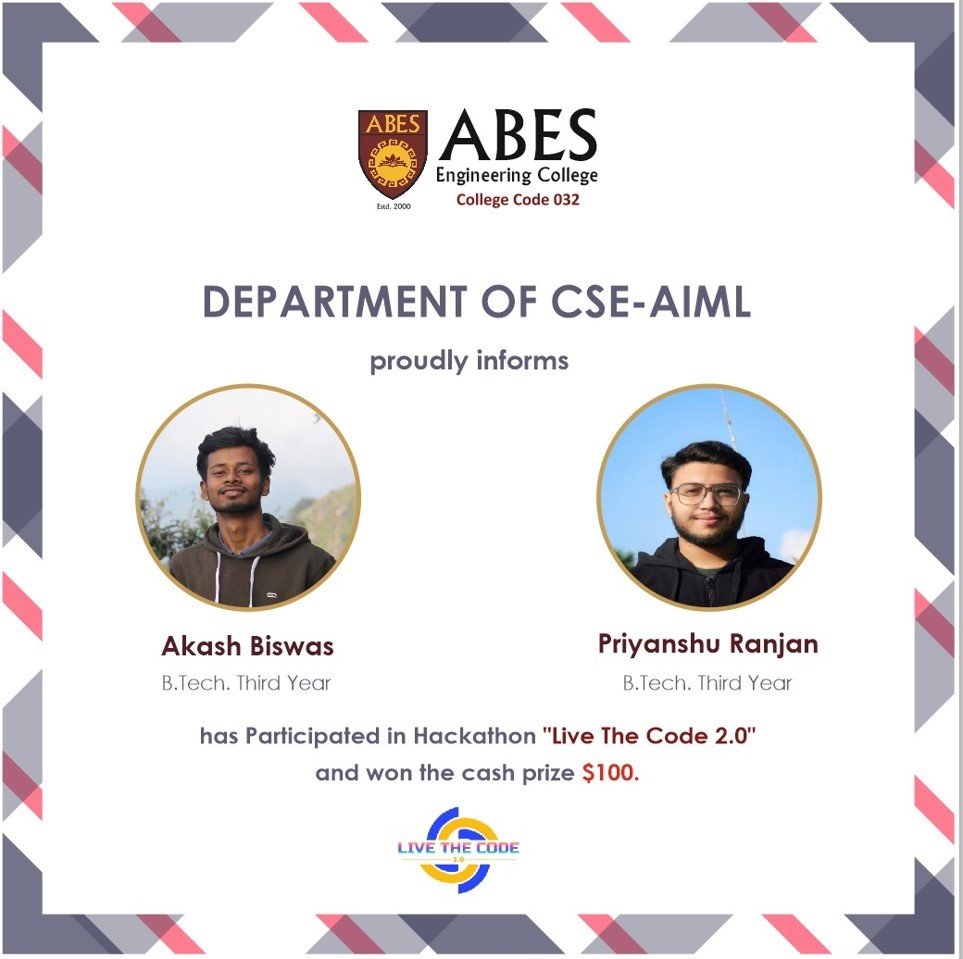 ABES
ABES
Engineering College
College Code 032
Estd. 2000
DEPARTMENT OF CSE-AIML
proudly informs
Akash Biswas
B.Tech. Third Year
Priyanshu Ranjan
B.Tech. Third Year
has Participated in Hackathon "Live The Code 2.0"
and won the cash prize $100.
LIVE THE CODE
2.0